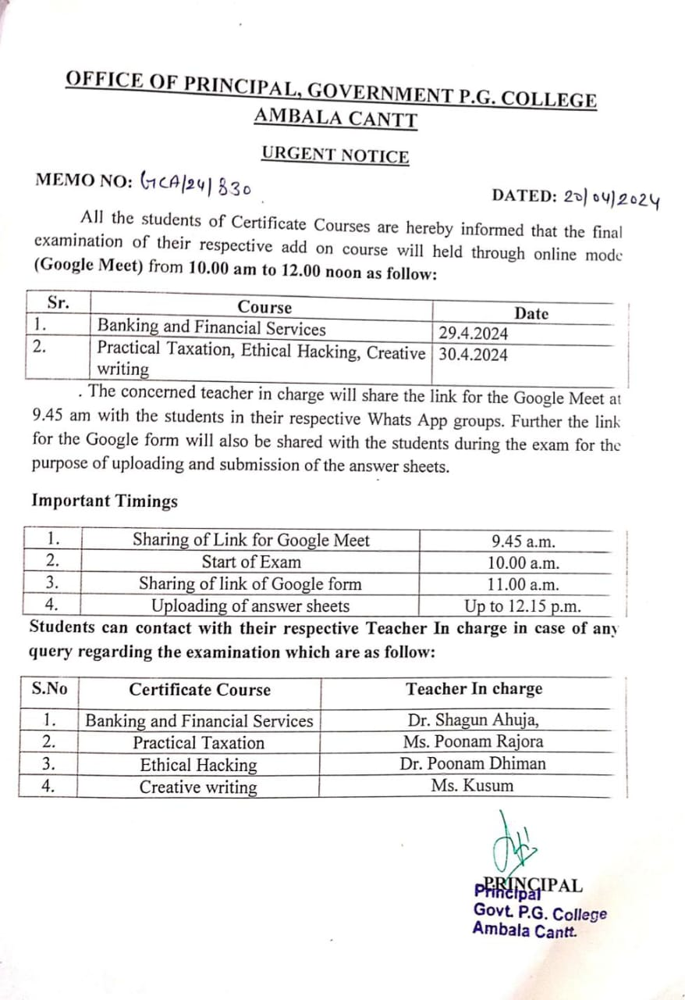 OFFICE OF PRINCIPAL, GOVERNMENT P.G. COLLEGE
AMBALA CANTT
URGENT NOTICE
MEMO NO: GCA/24/830
DATED: 20/04/2024
All the students of Certificate Courses are hereby informed that the final
examination of their respective add on course will held through online mode
(Google Meet) from 10.00 am to 12.00 noon as follow:
Sr. Course Date
1. Banking and Financial Services 29.4.2024
2. Practical Taxation, Ethical Hacking, Creative 30.4.2024
writing
. The concerned teacher in charge will share the link for the Google Meet at
9.45 am with the students in their respective Whats App groups. Further the link
for the Google form will also be shared with the students during the exam for the
purpose of uploading and submission of the answer sheets.
Important Timings
1. Sharing of Link for Google Meet 9.45 a.m.
2. Start of Exam 10.00 a.m.
3. Sharing of link of Google form 11.00 a.m.
4. Uploading of answer sheets Up to 12.15 p.m.
Students can contact with their respective Teacher In charge in case of any
query regarding the examination which are as follow:
S.No Certificate Course Teacher In charge
1. Banking and Financial Services Dr. Shagun Ahuja,
2. Practical Taxation Ms. Poonam Rajora
3. Ethical Hacking Dr. Poonam Dhiman
4. Creative writing Ms. Kusum
PRINCIPAL
Principal
Govt. P.G. College
Ambala Cantt.